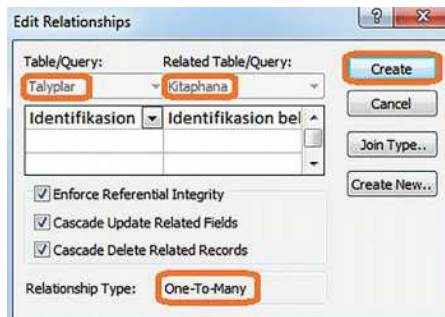 Edit Relationships
Table/Query: Related Table/Query:
Talyplar Kitaphana
Create
Cancel
Identifikasion Identifikasion bel
Join Type..
Create New..
Enforce Referential Integrity
Cascade Update Related Fields
Cascade Delete Related Records
Relationship Type: One-To-Many